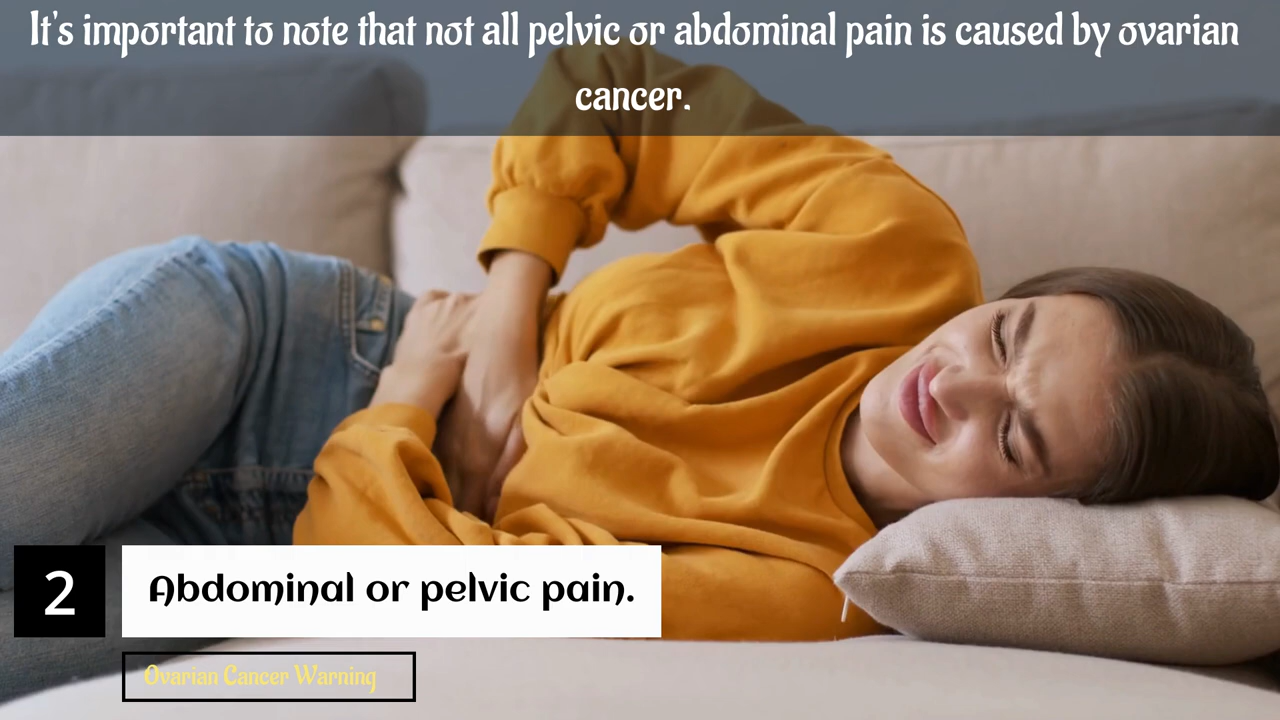 It's important to note that not all pelvic or abdominal pain is caused by ovarian
cancer.
2
Abdominal or pelvic pain.
Ovarian Cancer Warning